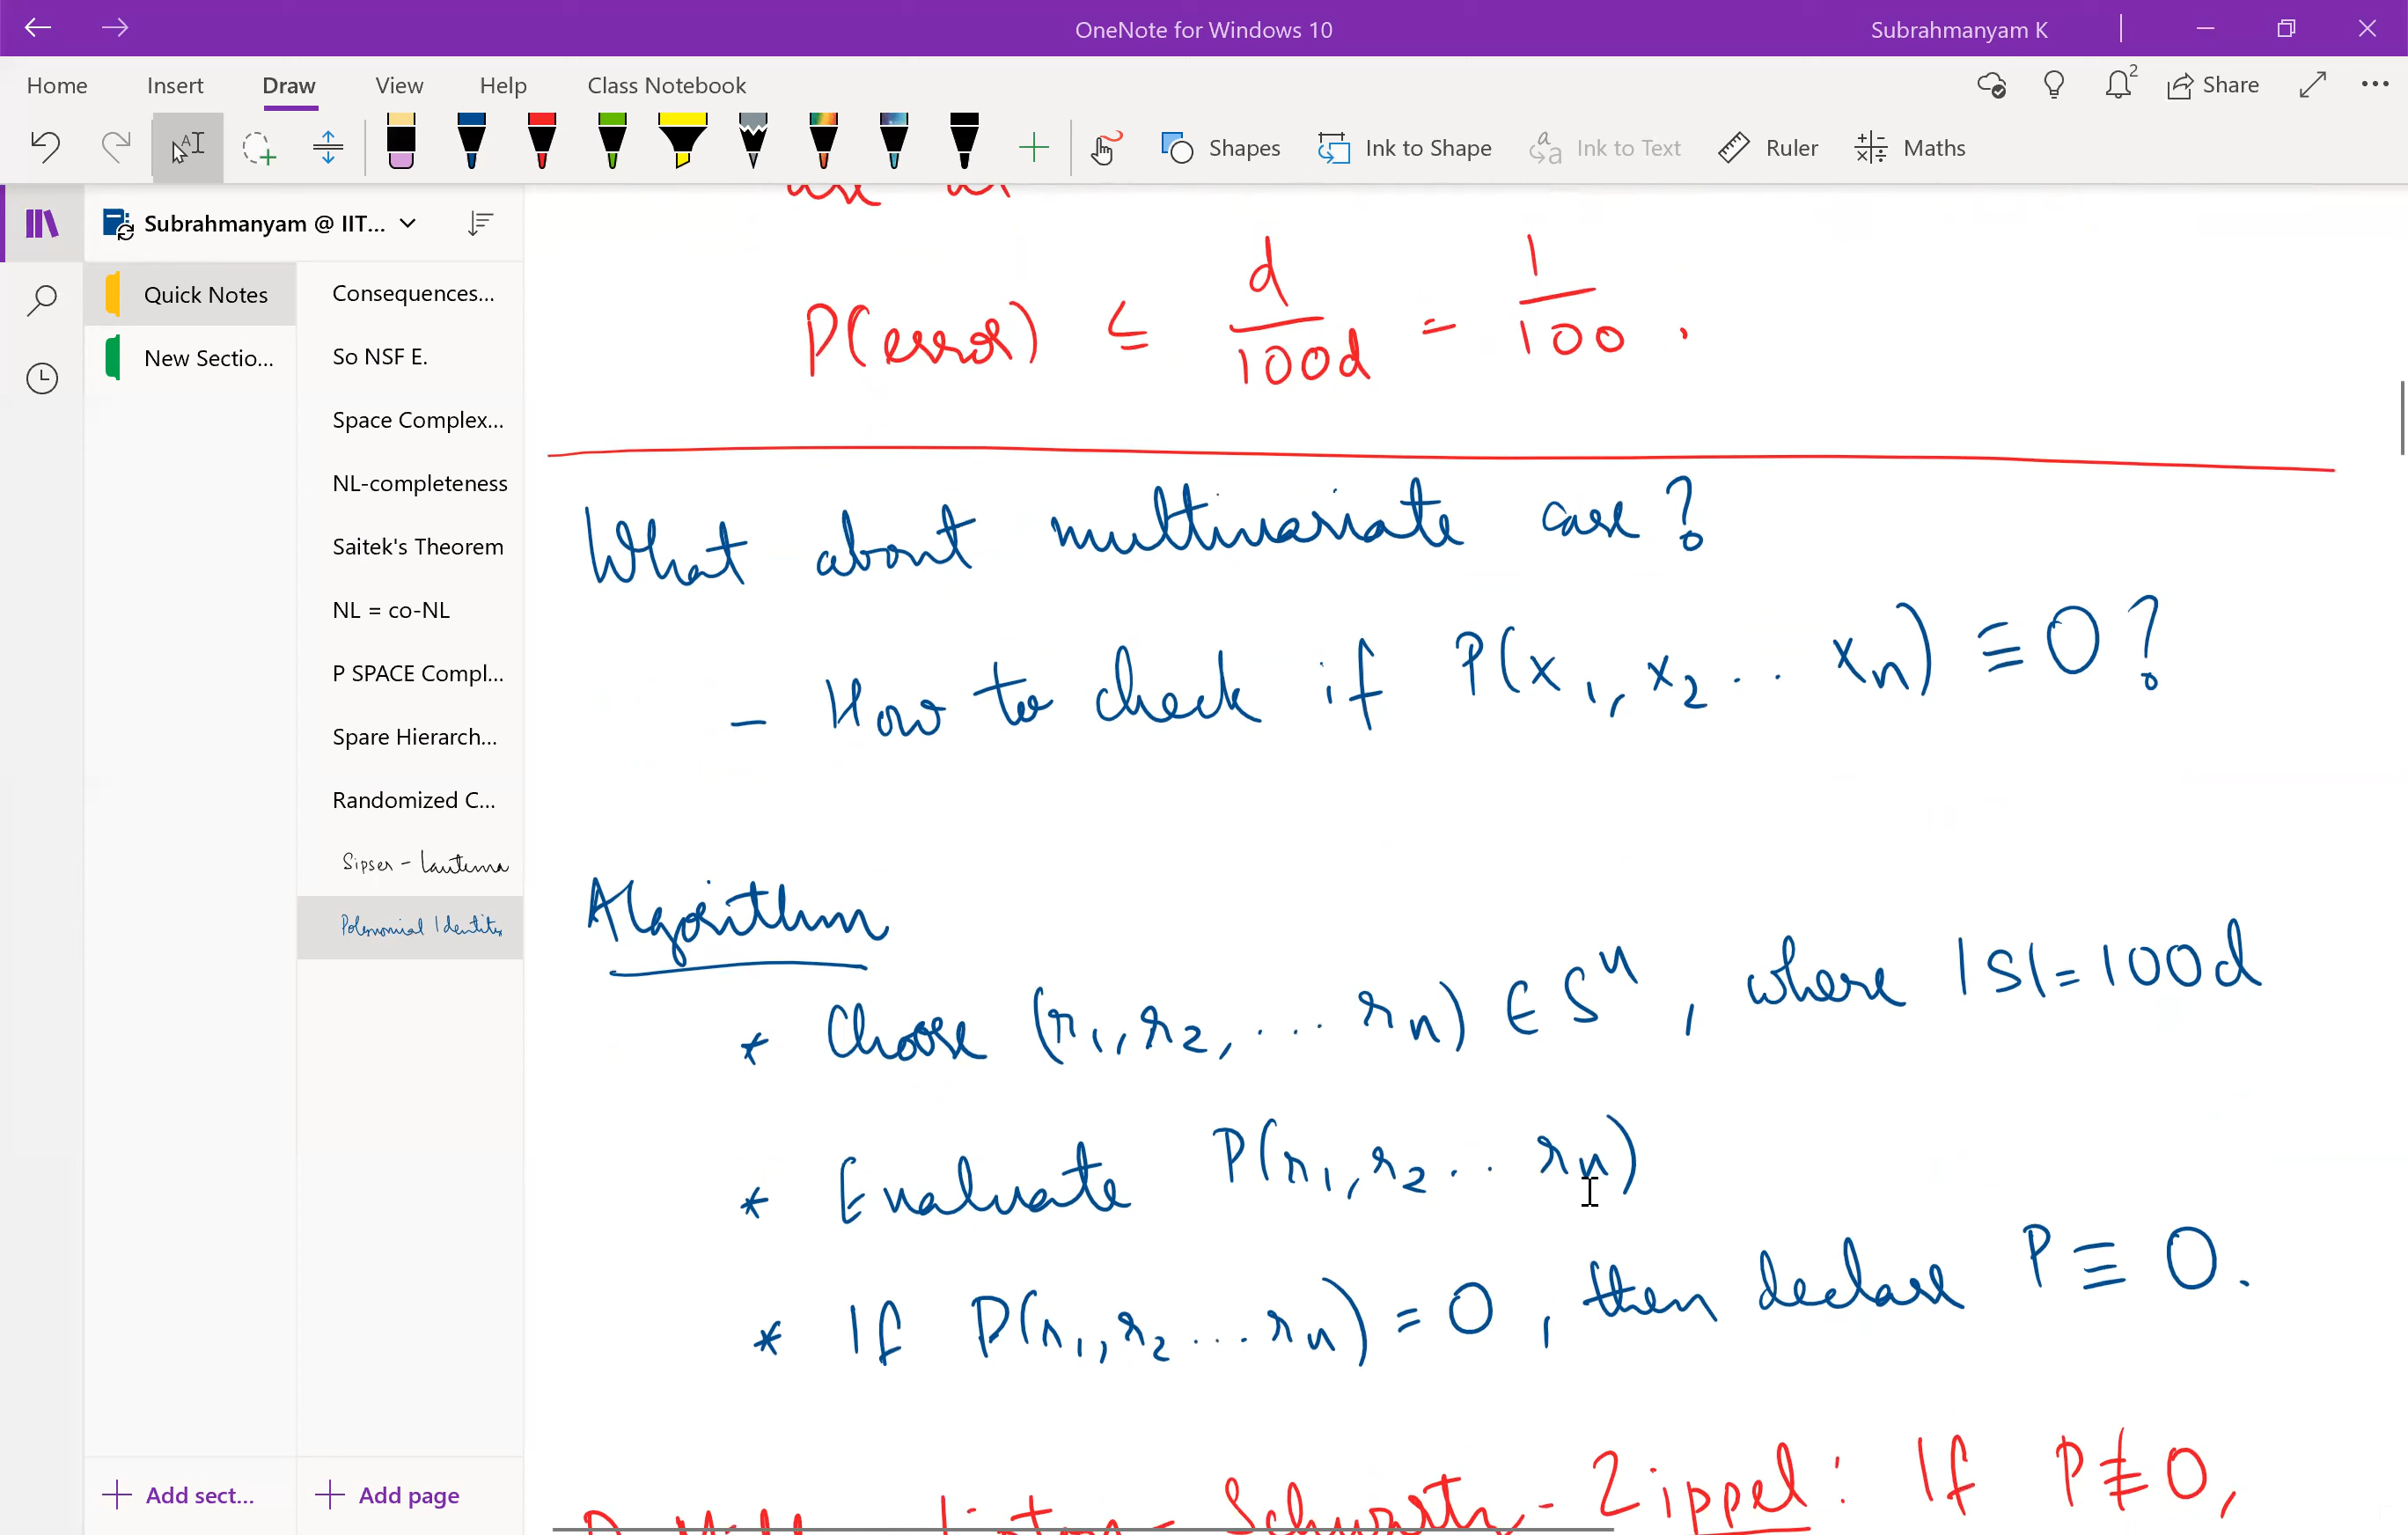 OneNote for Windows 10
Subrahmanyam K
Home Insert Draw View Help Class Notebook
2
Share
Shapes Ink to Shape Ink to Text Ruler Maths
Subrahmanyam @ IIT...
Quick Notes
New Sectio...
Consequences...
So NSF E.
Space Complex...
NL-completeness
Saitek's Theorem
NL = co-NL
P SPACE Compl...
Spare Hierarch...
Randomized C...
Sipser - Lautema
Polynomial Identity
Add sect...
Add page
P(error) ≤ d/100d = 1/100 .
What about multivariate case?
- How to check if P(x₁, x₂ .. xₙ) ≡ 0?
Algorithm
* Choose (r₁, r₂, .... rₙ) ∈ Sⁿ, where |S| = 100d
* Evaluate P(r₁, r₂ .. rₙ)
* If P(r₁, r₂ .... rₙ) = 0, then declare P ≡ 0.
Schwartz - Zippel : If P ≢ 0,